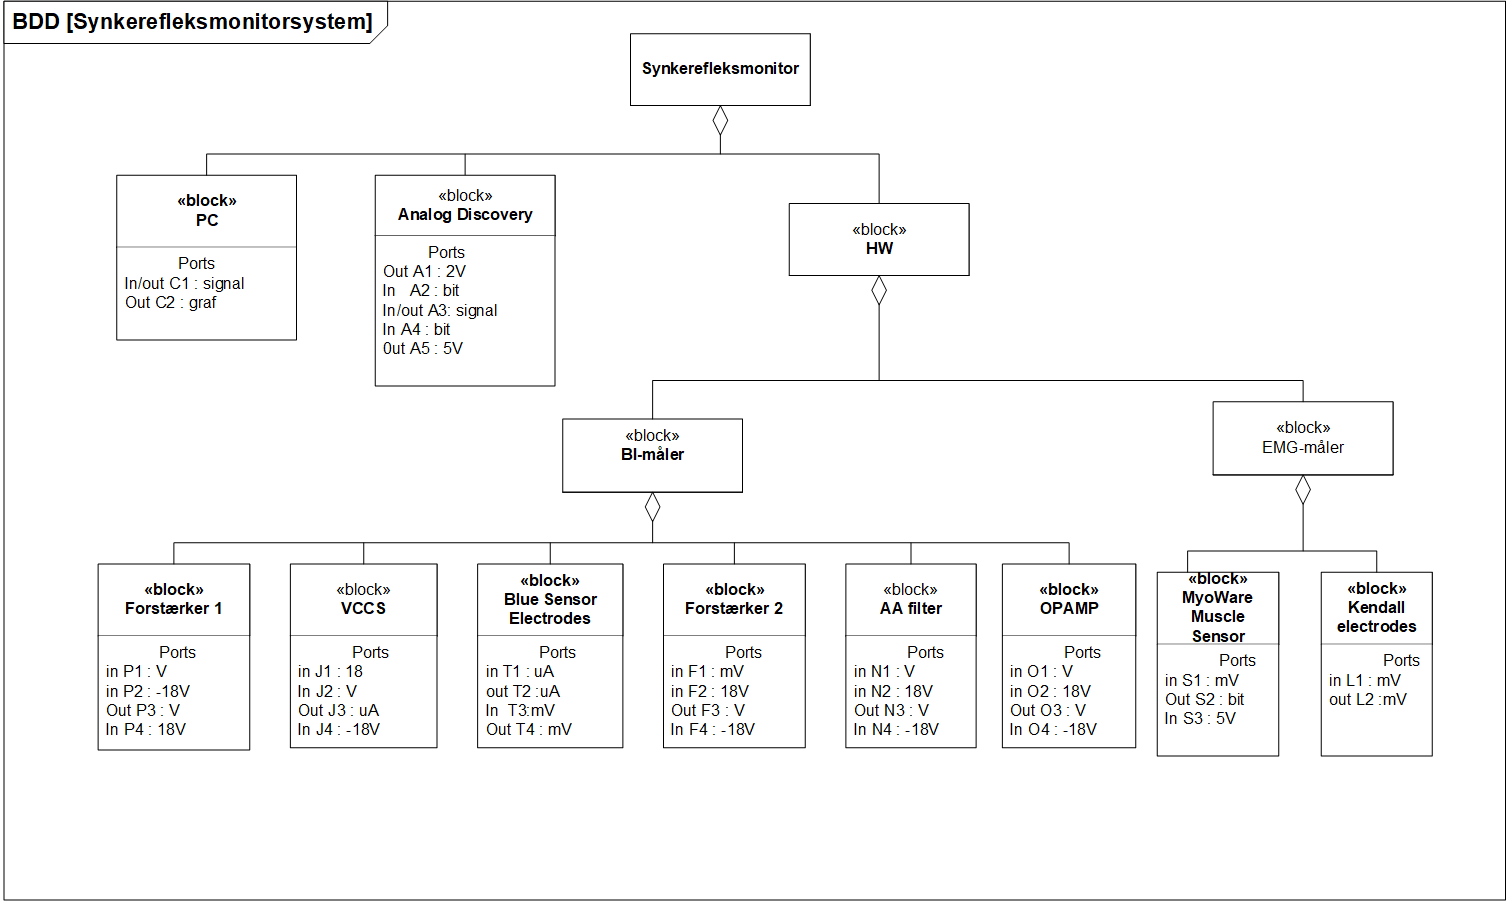 BDD [Synkerefleksmonitorsystem]
Synkerefleksmonitor
«block»
PC
Ports
In/out C1 : signal
Out C2 : graf
«block»
Analog Discovery
Ports
Out A1 : 2V
In A2 : bit
In/out A3: signal
In A4 : bit
0ut A5 : 5V
«block»
HW
«block»
BI-måler
«block»
EMG-måler
«block»
Forstærker 1
Ports
in P1 : V
in P2 : -18V
Out P3 : V
In P4 : 18V
«block»
VCCS
Ports
in J1 : 18
In J2 : V
Out J3 : uA
In J4 : -18V
«block»
Blue Sensor
Electrodes
Ports
in T1 : uA
out T2 :uA
In T3:mV
Out T4 : mV
«block»
Forstærker 2
Ports
in F1 : mV
in F2 : 18V
Out F3 : V
In F4 : -18V
«block»
AA filter
Ports
in N1 : V
in N2 : 18V
Out N3 : V
In N4 : -18V
«block»
OPAMP
Ports
in O1 : V
in O2 : 18V
Out O3 : V
In O4 : -18V
«block»
MyoWare
Muscle
Sensor
Ports
in S1 : mV
Out S2 : bit
In S3 : 5V
«block»
Kendall
electrodes
Ports
in L1 : mV
out L2 :mV